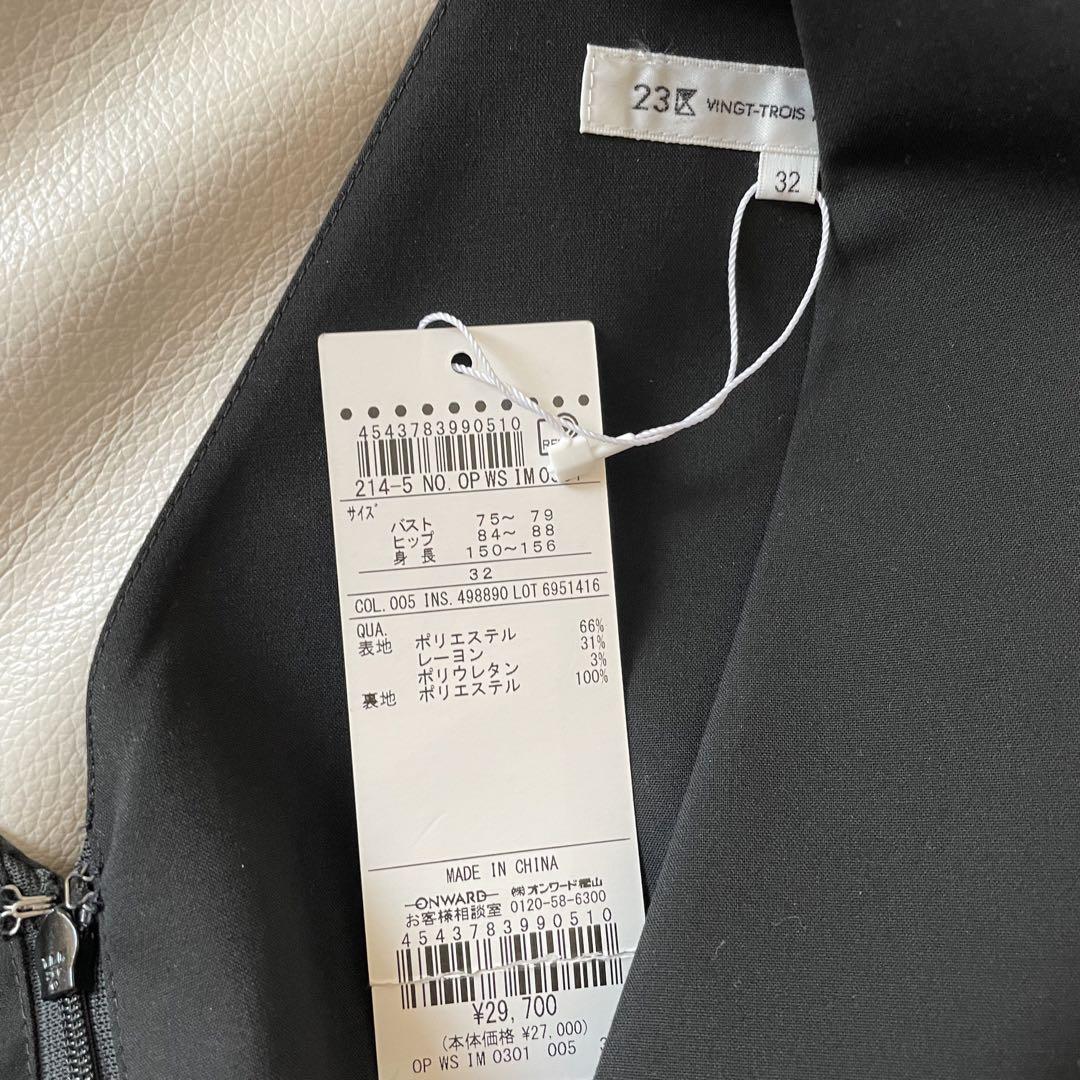 23区 VINGT-TROIS
32
4543783990510
214-5 NO. OP WS IM
サイズ
バスト 75～ 79
ヒップ 84～ 88
身長 150～156
32
COL. 005 INS. 498890 LOT 6951416
QUA.
表地 ポリエステル 66%
レーヨン 31%
ポリウレタン 3%
裏地 ポリエステル 100%
MADE IN CHINA
ONWARD ㈱オンワード樫山
お客様相談室 0120-58-6300
4543783990510
¥29,700
(本体価格 ¥27,000)
OP WS IM 0301 005